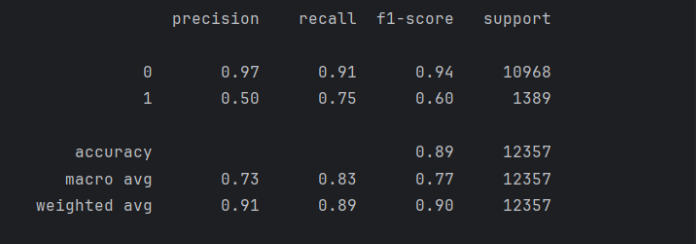 precision recall f1-score support
0 0.97 0.91 0.94 10968
1 0.50 0.75 0.60 1389
accuracy 0.89 12357
macro avg 0.73 0.83 0.77 12357
weighted avg 0.91 0.89 0.90 12357